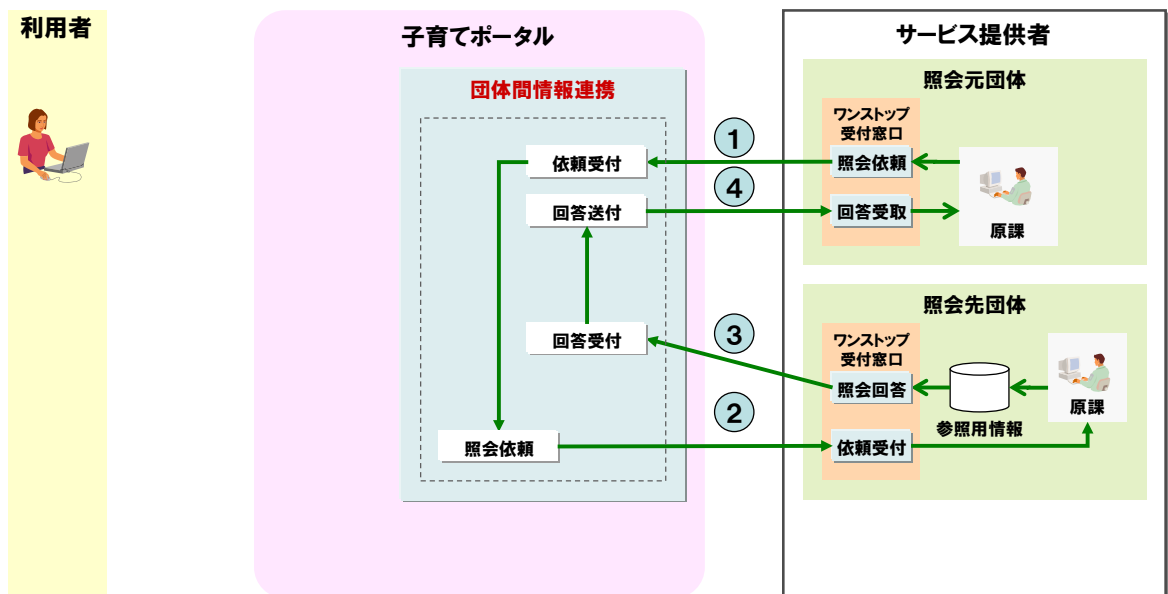 利用者
子育てポータル
サービス提供者
団体間情報連携
照会元団体
ワンストップ
受付窓口
①
依頼受付
照会依頼
④
回答送付
回答受取
原課
照会先団体
ワンストップ
受付窓口
③
回答受付
照会回答
原課
参照用情報
②
照会依頼
依頼受付